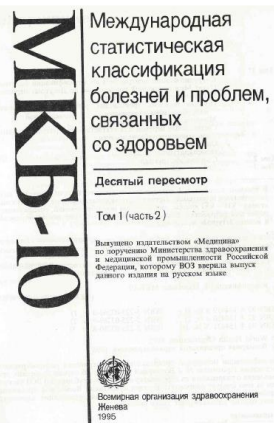 МКБ-10
Международная
статистическая
классификация
болезней и проблем,
связанных
со здоровьем
Десятый пересмотр
Том 1 (часть 2)
Выпущено издательством «Медицина»
по поручению Министерства здравоохранения
и медицинской промышленности Российской
Федерации, которому ВОЗ вверила выпуск
данного издания на русском языке
Всемирная организация здравоохранения
Женева
1995